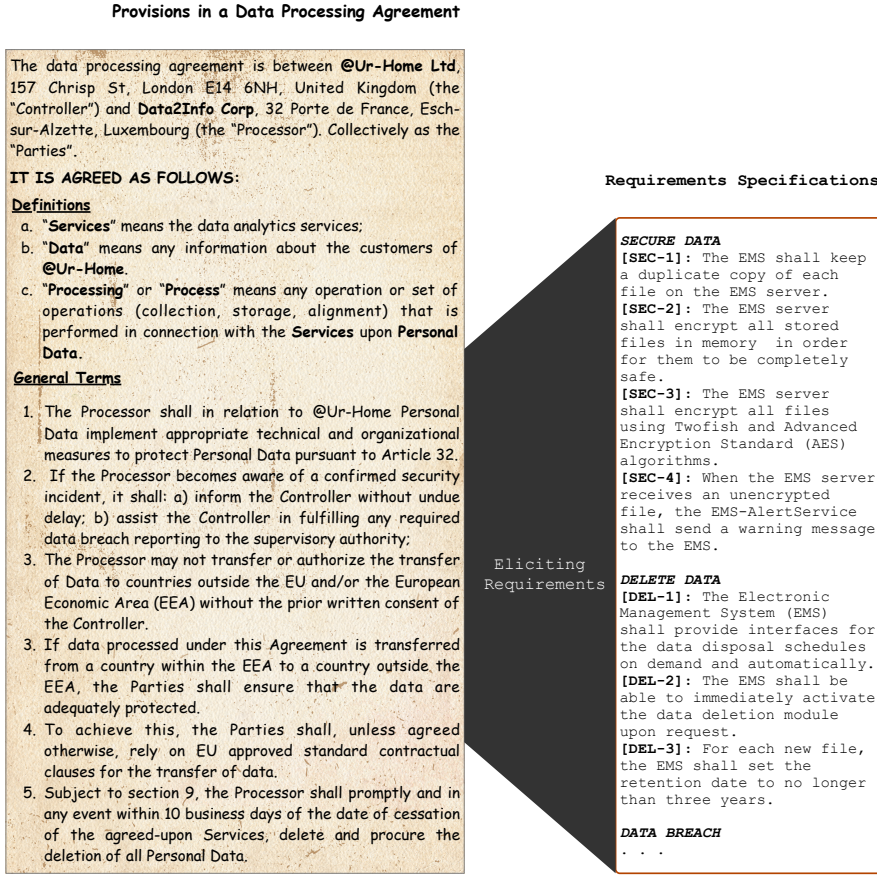 Provisions in a Data Processing Agreement
The data processing agreement is between @Ur-Home Ltd,
157 Chrisp St, London E14 6NH, United Kingdom (the
“Controller”) and Data2Info Corp, 32 Porte de France, Esch-
sur-Alzette, Luxembourg (the “Processor”). Collectively as the
“Parties”.
IT IS AGREED AS FOLLOWS:
Definitions
a. “Services” means the data analytics services;
b. “Data” means any information about the customers of
@Ur-Home.
c. “Processing” or “Process” means any operation or set of
operations (collection, storage, alignment) that is
performed in connection with the Services upon Personal
Data.
General Terms
1. The Processor shall in relation to @Ur-Home Personal
Data implement appropriate technical and organizational
measures to protect Personal Data pursuant to Article 32.
2. If the Processor becomes aware of a confirmed security
incident, it shall: a) inform the Controller without undue
delay; b) assist the Controller in fulfilling any required
data breach reporting to the supervisory authority;
3. The Processor may not transfer or authorize the transfer
of Data to countries outside the EU and/or the European
Economic Area (EEA) without the prior written consent of
the Controller.
3. If data processed under this Agreement is transferred
from a country within the EEA to a country outside the
EEA, the Parties shall ensure that the data are
adequately protected.
4. To achieve this, the Parties shall, unless agreed
otherwise, rely on EU approved standard contractual
clauses for the transfer of data.
5. Subject to section 9, the Processor shall promptly and in
any event within 10 business days of the date of cessation
of the agreed-upon Services, delete and procure the
deletion of all Personal Data.
Eliciting
Requirements
Requirements Specifications
SECURE DATA
[SEC-1]: The EMS shall keep
a duplicate copy of each
file on the EMS server.
[SEC-2]: The EMS server
shall encrypt all stored
files in memory in order
for them to be completely
safe.
[SEC-3]: The EMS server
shall encrypt all files
using Twofish and Advanced
Encryption Standard (AES)
algorithms.
[SEC-4]: When the EMS server
receives an unencrypted
file, the EMS-AlertService
shall send a warning message
to the EMS.
DELETE DATA
[DEL-1]: The Electronic
Management System (EMS)
shall provide interfaces for
the data disposal schedules
on demand and automatically.
[DEL-2]: The EMS shall be
able to immediately activate
the data deletion module
upon request.
[DEL-3]: For each new file,
the EMS shall set the
retention date to no longer
than three years.
DATA BREACH
. . .